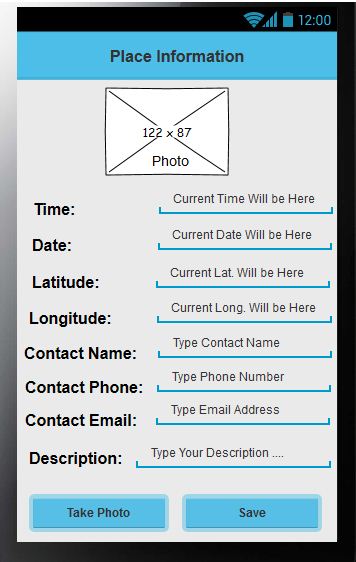 12:00
Place Information
122 x 87
Photo
Time: Current Time Will be Here
Date: Current Date Will be Here
Latitude: Current Lat. Will be Here
Longitude: Current Long. Will be Here
Contact Name: Type Contact Name
Contact Phone: Type Phone Number
Contact Email: Type Email Address
Description: Type Your Description ....
Take Photo Save